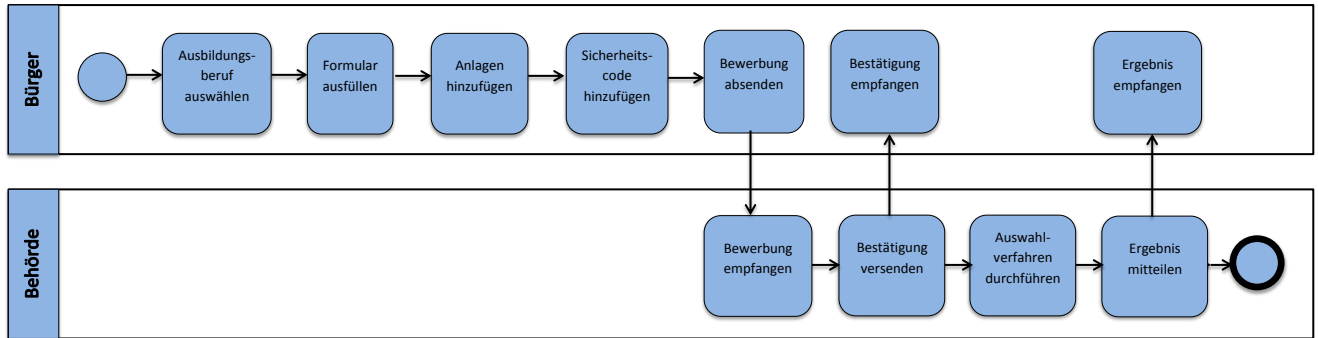 Bürger
Ausbildungs-
beruf
auswählen
Formular
ausfüllen
Anlagen
hinzufügen
Sicherheits-
code
hinzufügen
Bewerbung
absenden
Bestätigung
empfangen
Ergebnis
empfangen
Behörde
Bewerbung
empfangen
Bestätigung
versenden
Auswahl-
verfahren
durchführen
Ergebnis
mitteilen